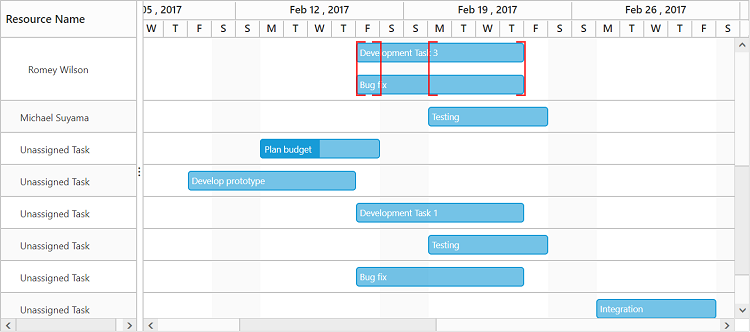 Resource Name
05 , 2017 Feb 12 , 2017 Feb 19 , 2017 Feb 26 , 2017
W T F S S M T W T F S S M T W T F S S M T W T F S
Romey Wilson
Development Task 3
Bug fix
Michael Suyama
Testing
Unassigned Task
Plan budget
Unassigned Task
Develop prototype
Unassigned Task
Development Task 1
Unassigned Task
Testing
Unassigned Task
Bug fix
Unassigned Task
Integration